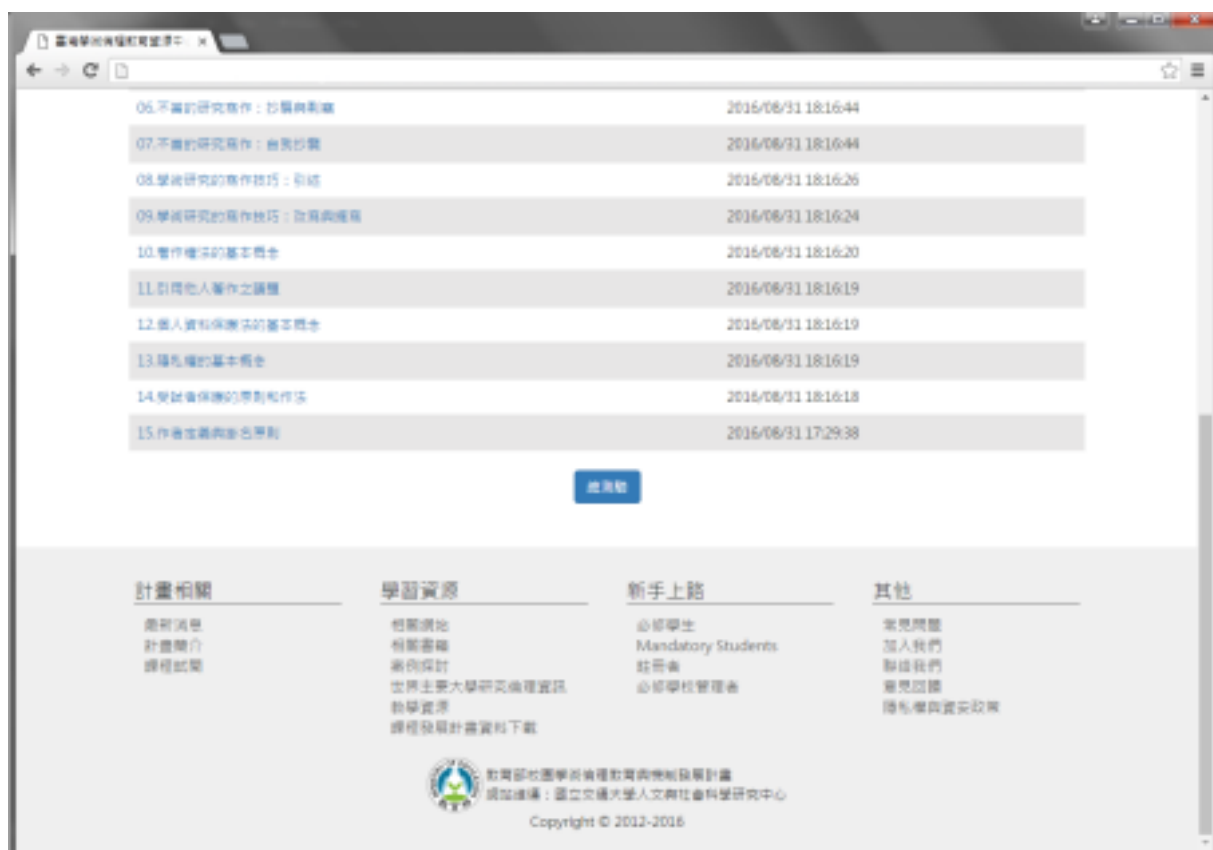 臺灣學術倫理教育資源中
06.不當的研究寫作：抄襲與剽竊 2016/08/31 18:16:44
07.不當的研究寫作：自我抄襲 2016/08/31 18:16:44
08.學術研究的寫作技巧：引述 2016/08/31 18:16:26
09.學術研究的寫作技巧：改寫與摘寫 2016/08/31 18:16:24
10.著作權法的基本概念 2016/08/31 18:16:20
11.引用他人著作之議題 2016/08/31 18:16:19
12.個人資料保護法的基本概念 2016/08/31 18:16:19
13.隱私權的基本概念 2016/08/31 18:16:19
14.受試者保護的原則和作法 2016/08/31 18:16:18
15.作者定義與掛名原則 2016/08/31 17:29:38
總測驗
計畫相關
最新消息
計畫簡介
課程試閱
學習資源
相關網站
相關書籍
案例探討
世界主要大學研究倫理資訊
教學資源
課程發展計畫資料下載
新手上路
必修學生
Mandatory Students
註冊者
必修學校管理者
其他
常見問題
加入我們
聯絡我們
意見回饋
隱私權與資安政策
教育部校園學術倫理教育與機制發展計畫
網站維護：國立交通大學人文與社會科學研究中心
Copyright © 2012-2016